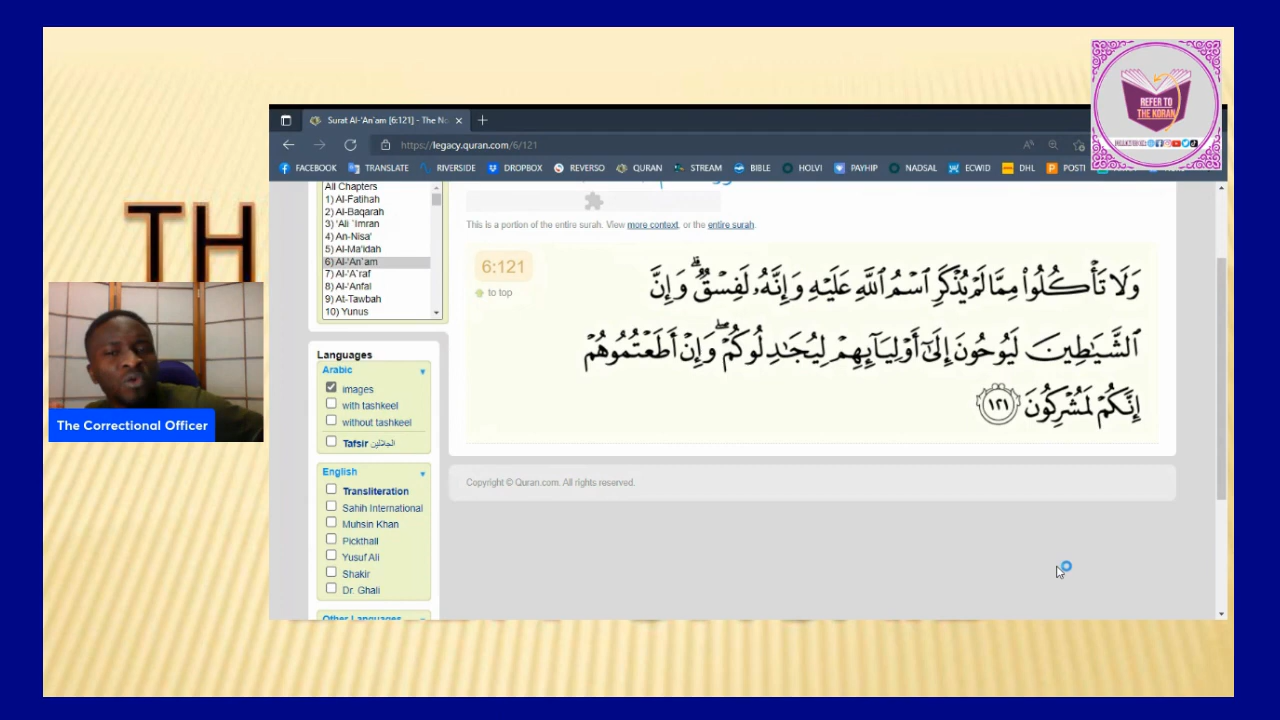 TH
REFER TO
THE KORAN
Surat Al-'An`am [6:121] - The No
https://legacy.quran.com/6/121
FACEBOOK
TRANSLATE
RIVERSIDE
DROPBOX
REVERSO
QURAN
STREAM
BIBLE
HOLVI
PAYHIP
NADSAL
ECWID
DHL
POSTI
All Chapters
1) Al-Fatihah
2) Al-Baqarah
3) 'Ali `Imran
4) An-Nisa'
5) Al-Ma'idah
6) Al-'An`am
7) Al-'A`raf
8) Al-'Anfal
9) At-Tawbah
10) Yunus
This is a portion of the entire surah. View more context, or the entire surah.
6:121
to top
وَلَا تَأْكُلُوا۟ مِمَّا لَمْ يُذْكَرِ ٱسْمُ ٱللَّهِ عَلَيْهِ وَإِنَّهُۥ لَفِسْقٌ ۗ وَإِنَّ
ٱلشَّيَـٰطِينَ لَيُوحُونَ إِلَىٰٓ أَوْلِيَآئِهِمْ لِيُجَـٰدِلُوكُمْ ۖ وَإِنْ أَطَعْتُمُوهُمْ
إِنَّكُمْ لَمُشْرِكُونَ ١٢١
Languages
Arabic
images
with tashkeel
without tashkeel
Tafsir الجلالين
English
Transliteration
Sahih International
Muhsin Khan
Pickthall
Yusuf Ali
Shakir
Dr. Ghali
Other Languages
Copyright © Quran.com. All rights reserved.
The Correctional Officer